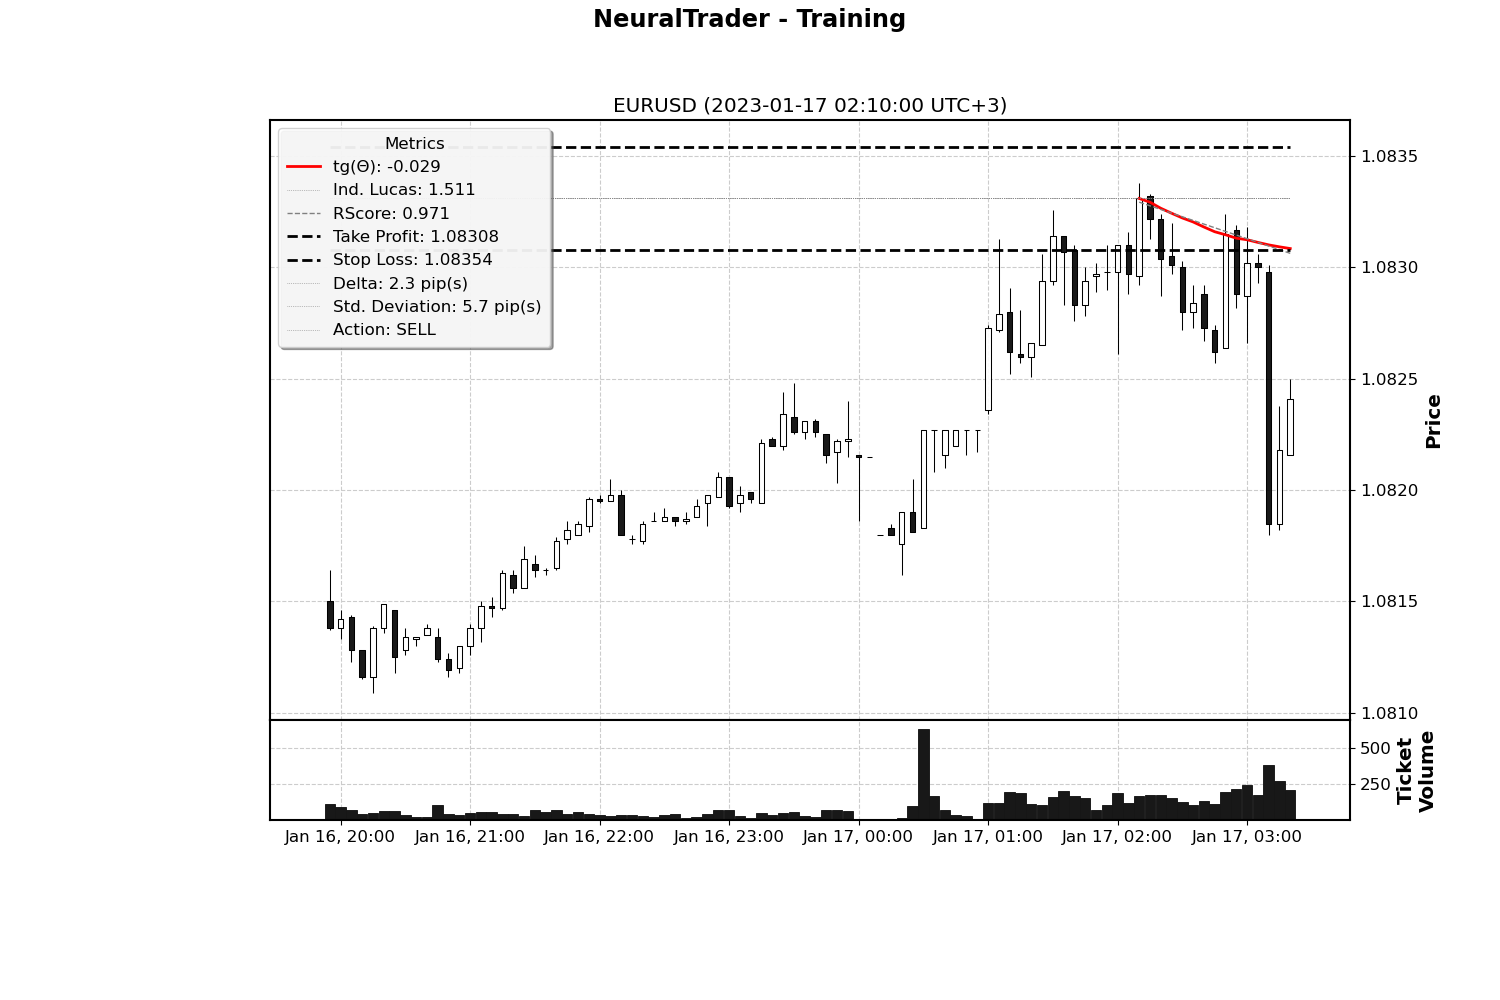 NeuralTrader - Training
EURUSD (2023-01-17 02:10:00 UTC+3)
Metrics
tg(Θ): -0.029
Ind. Lucas: 1.511
RScore: 0.971
Take Profit: 1.08308
Stop Loss: 1.08354
Delta: 2.3 pip(s)
Std. Deviation: 5.7 pip(s)
Action: SELL
1.0835
1.0830
1.0825
1.0820
1.0815
1.0810
Price
500
250
Ticket
Volume
Jan 16, 20:00
Jan 16, 21:00
Jan 16, 22:00
Jan 16, 23:00
Jan 17, 00:00
Jan 17, 01:00
Jan 17, 02:00
Jan 17, 03:00